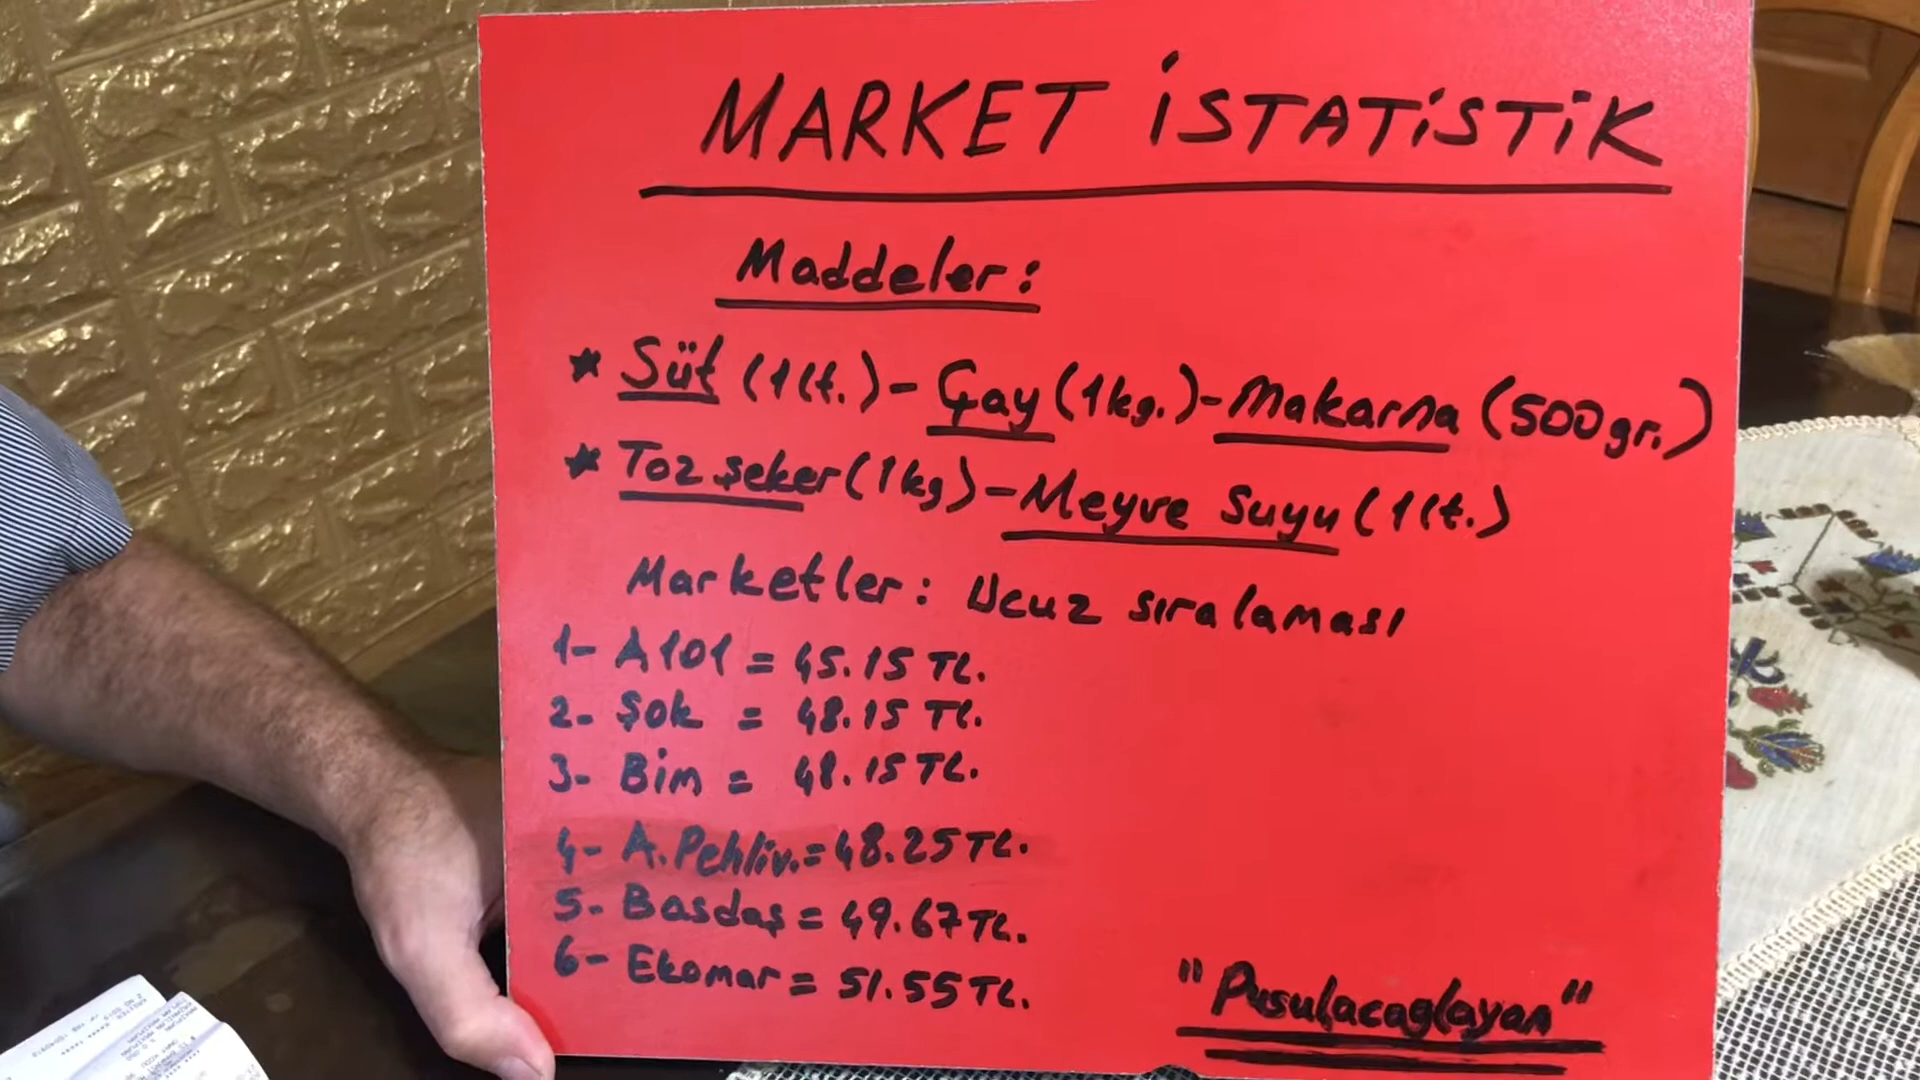 MARKET İSTATİSTİK
Maddeler:
* Süt (1lt.)-Çay (1kg.)-Makarna (500gr.)
* Toz şeker (1kg)-Meyve Suyu (1lt.)
Marketler: Ucuz sıralaması
1- A101 = 45.15 TL.
2- Şok = 48.15 TL.
3- Bim = 48.15 TL.
4- A.Pehliv.= 48.25 TL.
5- Basdaş = 49.67 TL.
6- Ekomar = 51.55 TL.
"Pusulacaglayan"